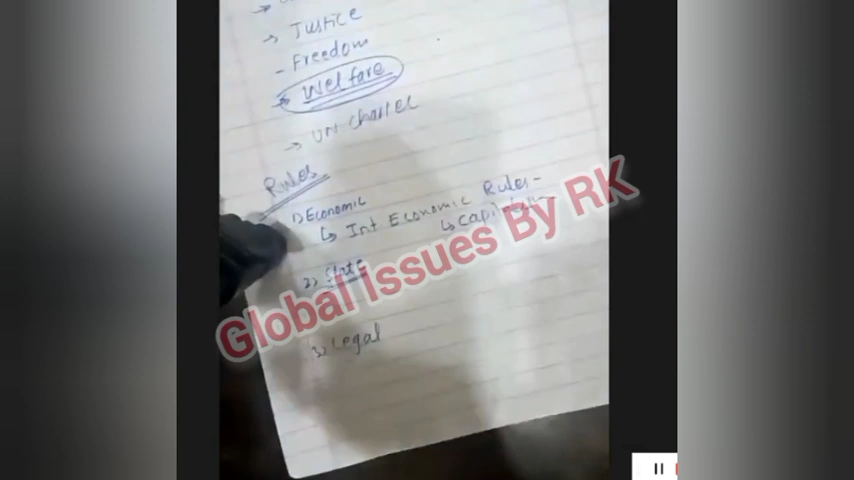 → Justice
- Freedom
→ Welfare
→ UN Charter
Rules
1) Economic
↳ Int Economic Rules-
↳
2) State
3) Legal
Global Issues By RK